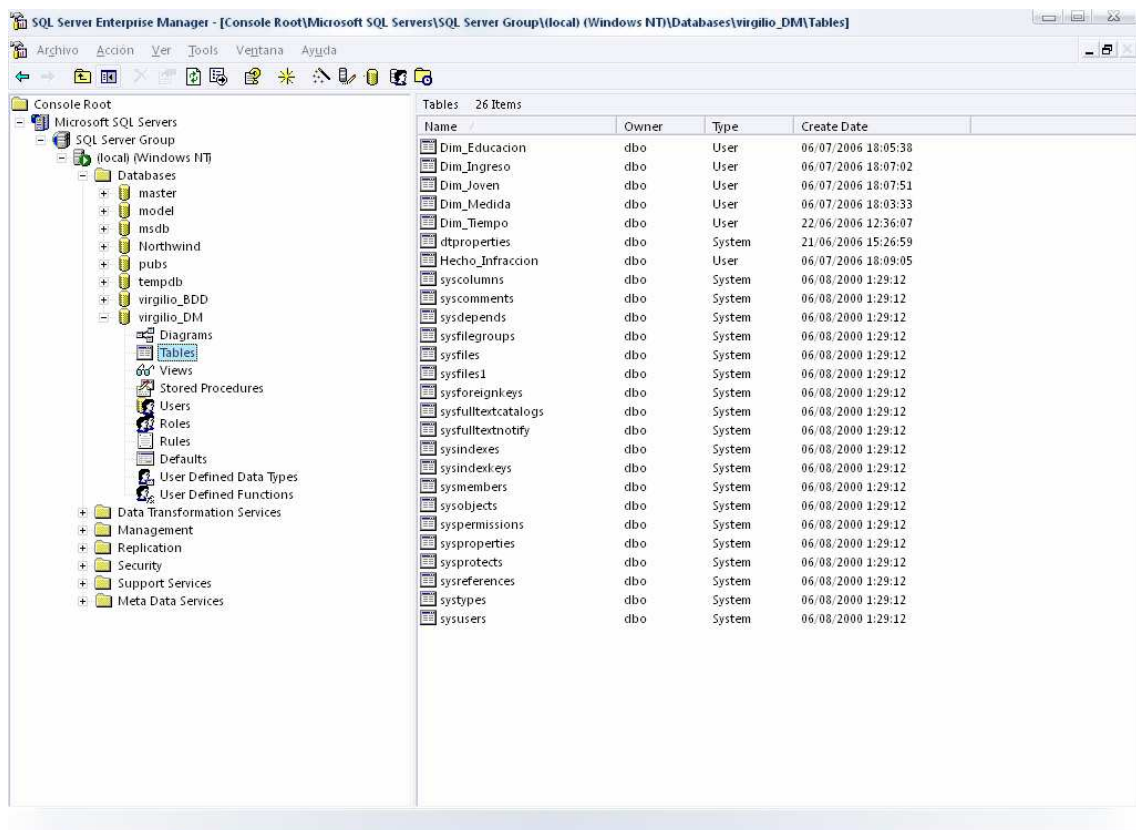 SQL Server Enterprise Manager - [Console Root\Microsoft SQL Servers\SQL Server Group\(local) (Windows NT)\Databases\virgilio_DM\Tables]
Archivo Acción Ver Tools Ventana Ayuda
Console Root
Microsoft SQL Servers
SQL Server Group
(local) (Windows NT)
Databases
master
model
msdb
Northwind
pubs
tempdb
virgilio_BDD
virgilio_DM
Diagrams
Tables
Views
Stored Procedures
Users
Roles
Rules
Defaults
User Defined Data Types
User Defined Functions
Data Transformation Services
Management
Replication
Security
Support Services
Meta Data Services
Tables 26 Items
Name Owner Type Create Date
Dim_Educacion dbo User 06/07/2006 18:05:38
Dim_Ingreso dbo User 06/07/2006 18:07:02
Dim_Joven dbo User 06/07/2006 18:07:51
Dim_Medida dbo User 06/07/2006 18:03:33
Dim_Tiempo dbo User 22/06/2006 12:36:07
dtproperties dbo System 21/06/2006 15:26:59
Hecho_Infraccion dbo User 06/07/2006 18:09:05
syscolumns dbo System 06/08/2000 1:29:12
syscomments dbo System 06/08/2000 1:29:12
sysdepends dbo System 06/08/2000 1:29:12
sysfilegroups dbo System 06/08/2000 1:29:12
sysfiles dbo System 06/08/2000 1:29:12
sysfiles1 dbo System 06/08/2000 1:29:12
sysforeignkeys dbo System 06/08/2000 1:29:12
sysfulltextcatalogs dbo System 06/08/2000 1:29:12
sysfulltextnotify dbo System 06/08/2000 1:29:12
sysindexes dbo System 06/08/2000 1:29:12
sysindexkeys dbo System 06/08/2000 1:29:12
sysmembers dbo System 06/08/2000 1:29:12
sysobjects dbo System 06/08/2000 1:29:12
syspermissions dbo System 06/08/2000 1:29:12
sysproperties dbo System 06/08/2000 1:29:12
sysprotects dbo System 06/08/2000 1:29:12
sysreferences dbo System 06/08/2000 1:29:12
systypes dbo System 06/08/2000 1:29:12
sysusers dbo System 06/08/2000 1:29:12